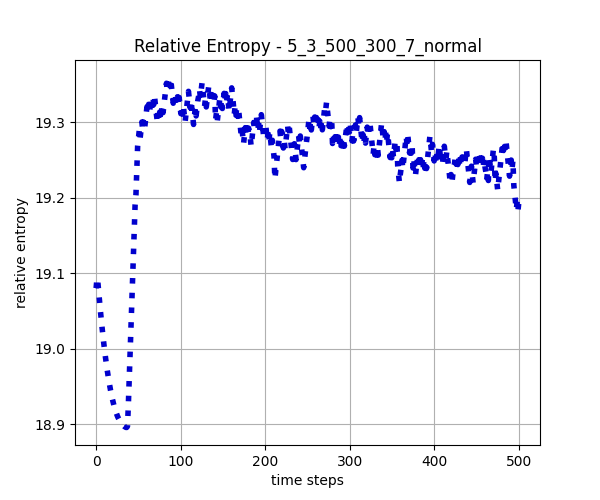 Relative Entropy - 5_3_500_300_7_normal
relative entropy
19.3
19.2
19.1
19.0
18.9
0 100 200 300 400 500
time steps